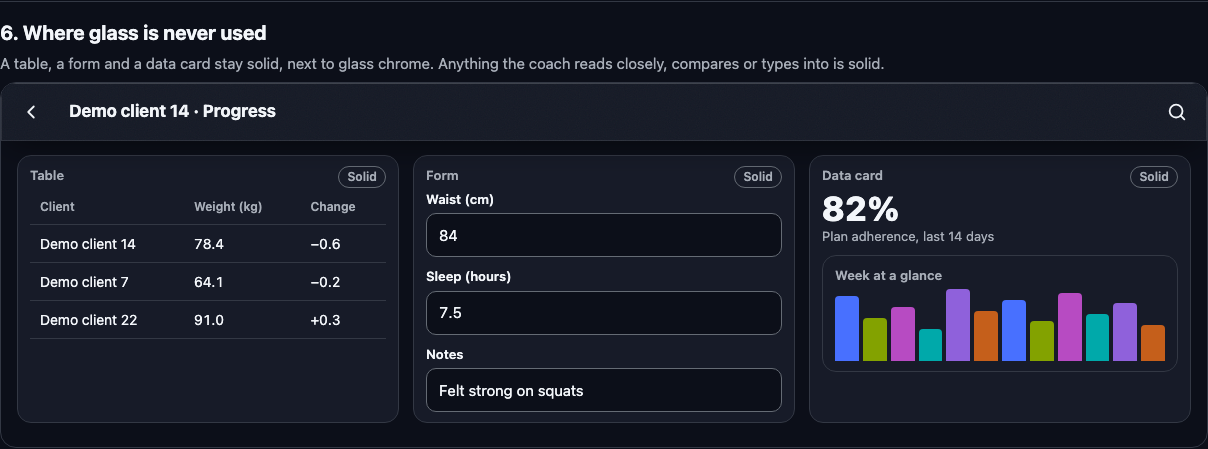 6. Where glass is never used
A table, a form and a data card stay solid, next to glass chrome. Anything the coach reads closely, compares or types into is solid.
Demo client 14 · Progress
Table
Solid
Client Weight (kg) Change
Demo client 14 78.4 −0.6
Demo client 7 64.1 −0.2
Demo client 22 91.0 +0.3
Form
Solid
Waist (cm)
84
Sleep (hours)
7.5
Notes
Felt strong on squats
Data card
Solid
82%
Plan adherence, last 14 days
Week at a glance